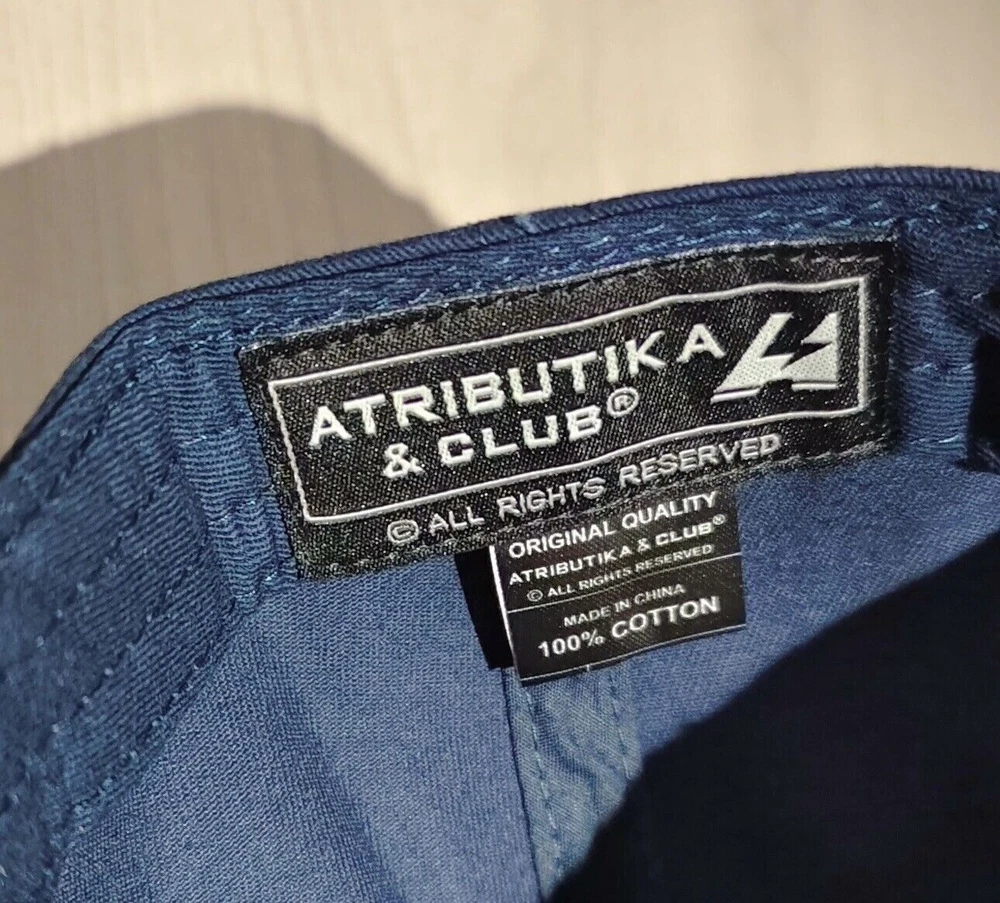 ATRIBUTIKA
& CLUB®
© ALL RIGHTS RESERVED
ORIGINAL QUALITY
ATRIBUTIKA & CLUB®
© ALL RIGHTS RESERVED
MADE IN CHINA
100% COTTON